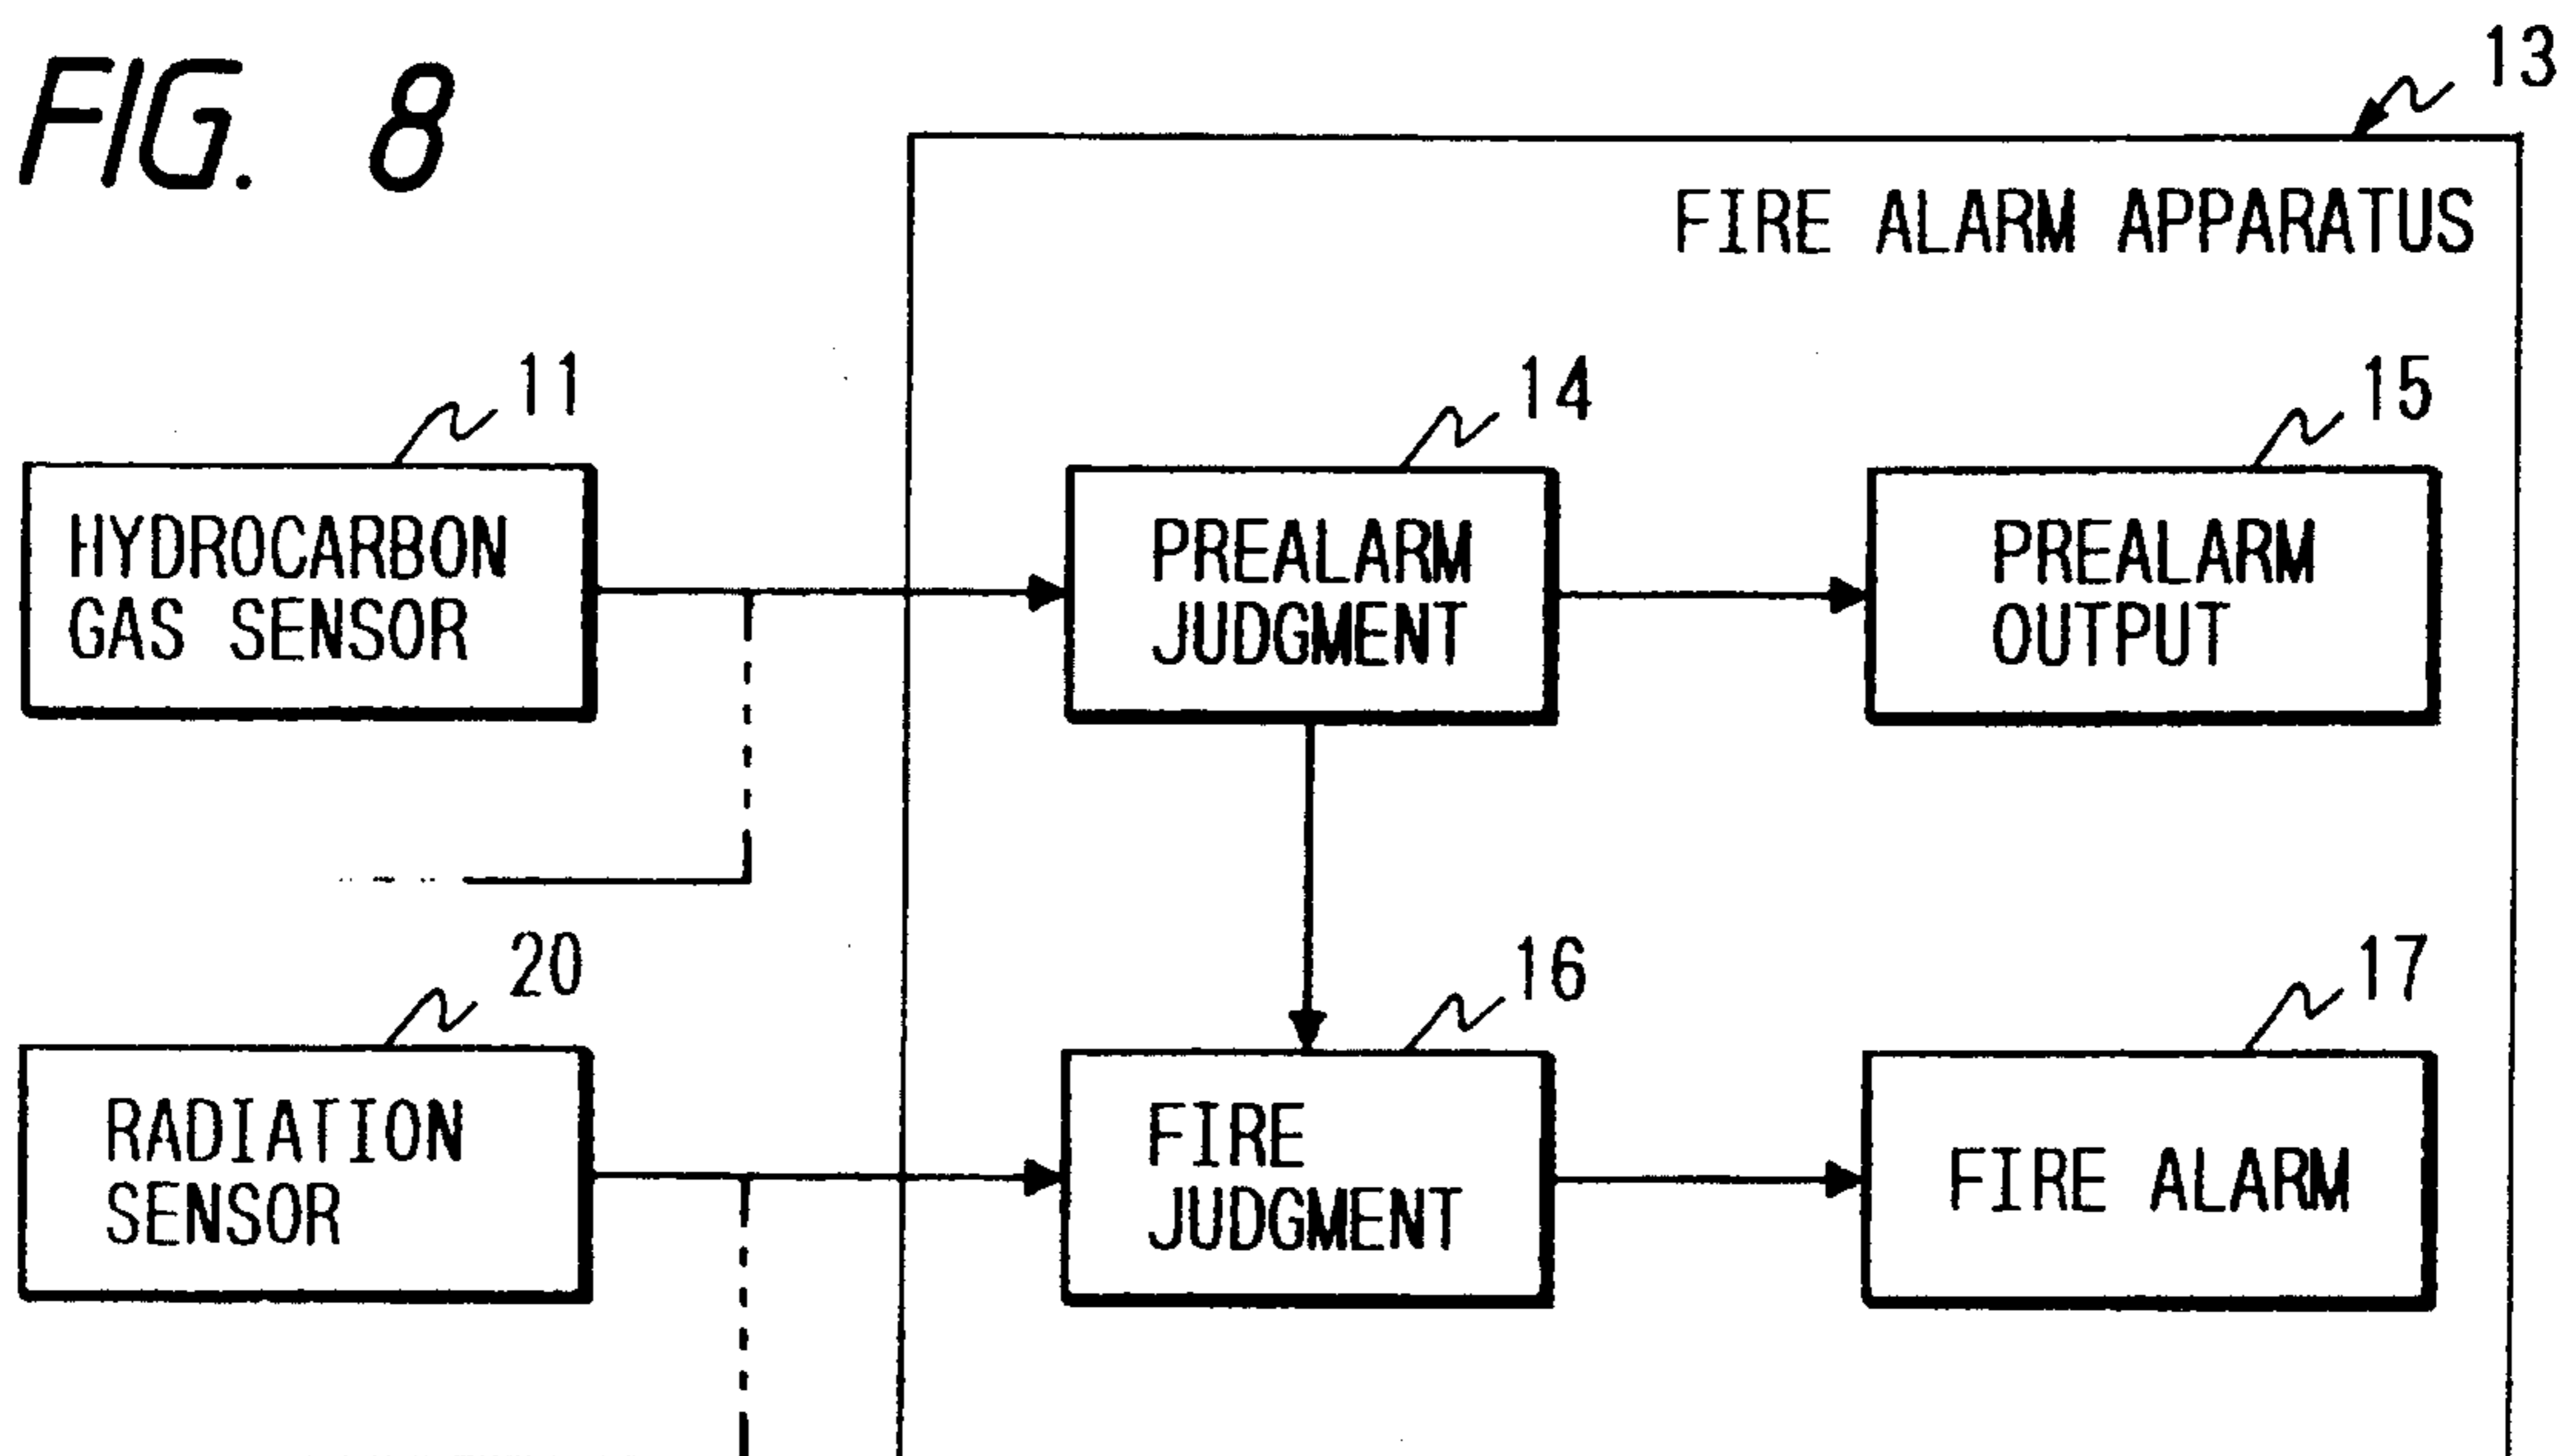 FIG. 8
13
FIRE ALARM APPARATUS
11
14
15
HYDROCARBON
GAS SENSOR
PREALARM
JUDGMENT
PREALARM
OUTPUT
20
16
17
RADIATION
SENSOR
FIRE
JUDGMENT
FIRE ALARM